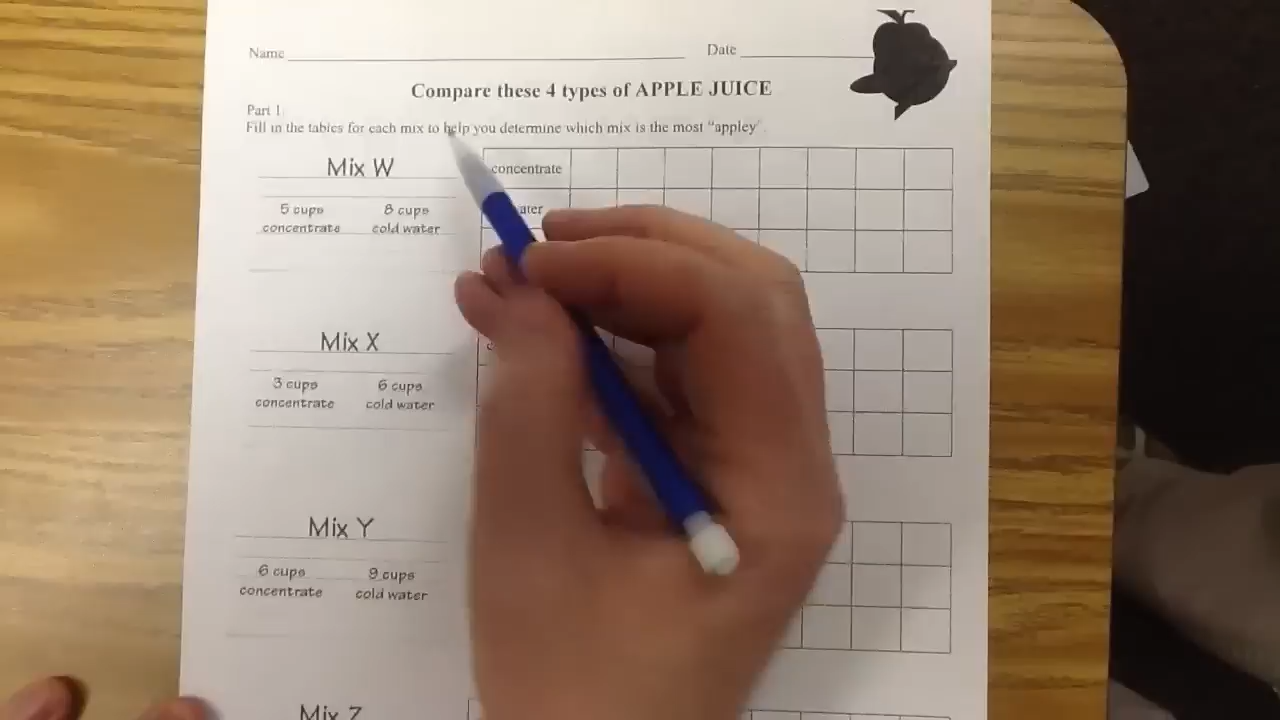 Name Date
Compare these 4 types of APPLE JUICE
Part 1
Fill in the tables for each mix to help you determine which mix is the most "appley".
Mix W
concentrate
5 cups 8 cups
concentrate cold water
Mix X
3 cups 6 cups
concentrate cold water
Mix Y
6 cups 9 cups
concentrate cold water
Mix Z